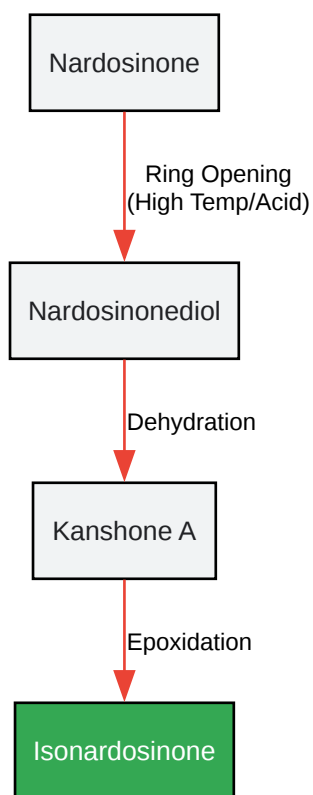 Nardosinone
Ring Opening
(High Temp/Acid)
Nardosinonediol
Dehydration
Kanshone A
Epoxidation
Isonardosinone